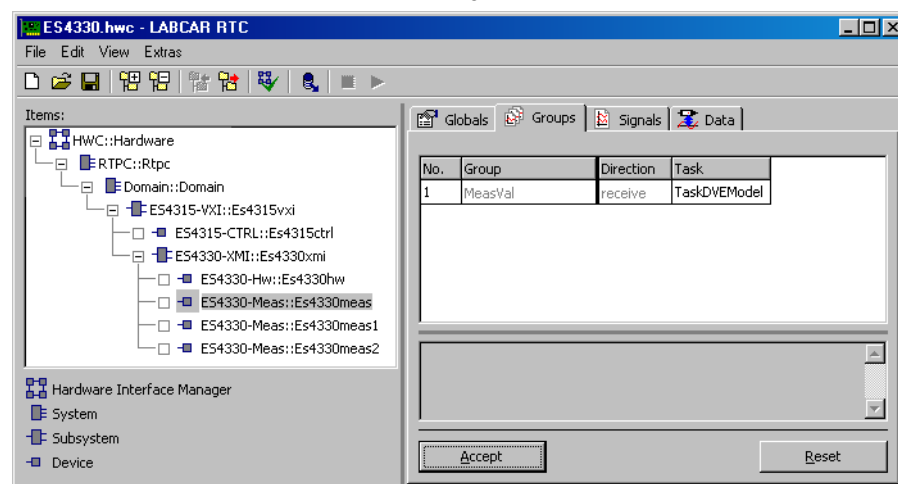 ES4330.hwc - LABCAR RTC
File Edit View Extras
Items:
HWC::Hardware
RTPC::Rtpc
Domain::Domain
ES4315-VXI::Es4315vxi
ES4315-CTRL::Es4315ctrl
ES4330-XMI::Es4330xmi
ES4330-Hw::Es4330hw
ES4330-Meas::Es4330meas
ES4330-Meas::Es4330meas1
ES4330-Meas::Es4330meas2
Hardware Interface Manager
System
Subsystem
Device
Globals Groups Signals Data
No. Group Direction Task
1 MeasVal receive TaskDVEModel
Accept Reset